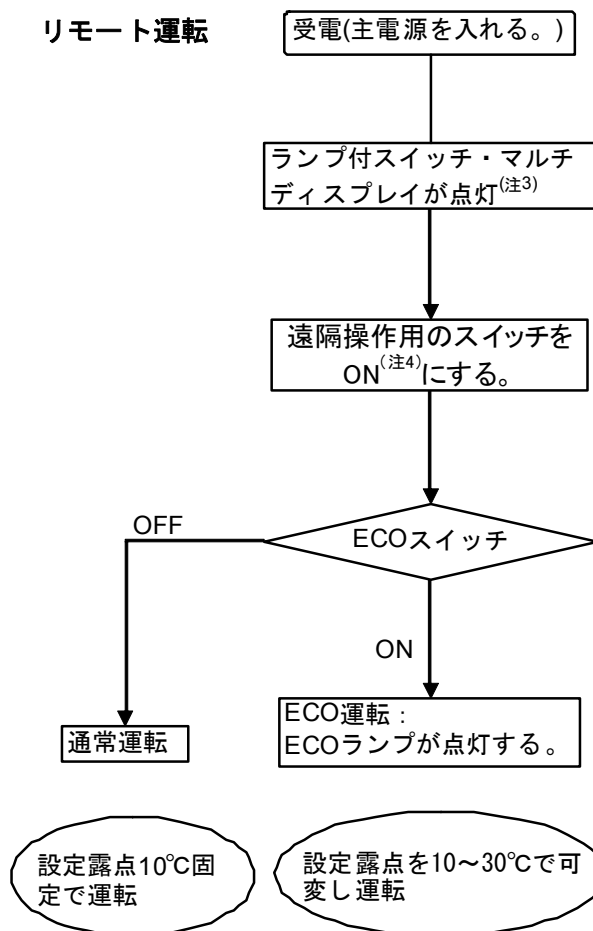 リモート運転
受電(主電源を入れる。)
ランプ付スイッチ・マルチ
ディスプレイが点灯(注3)
遠隔操作用のスイッチを
ON(注4)にする。
ECOスイッチ
OFF
ON
通常運転
ECO運転：
ECOランプが点灯する。
設定露点10℃固
定で運転
設定露点を10～30℃で可
変し運転